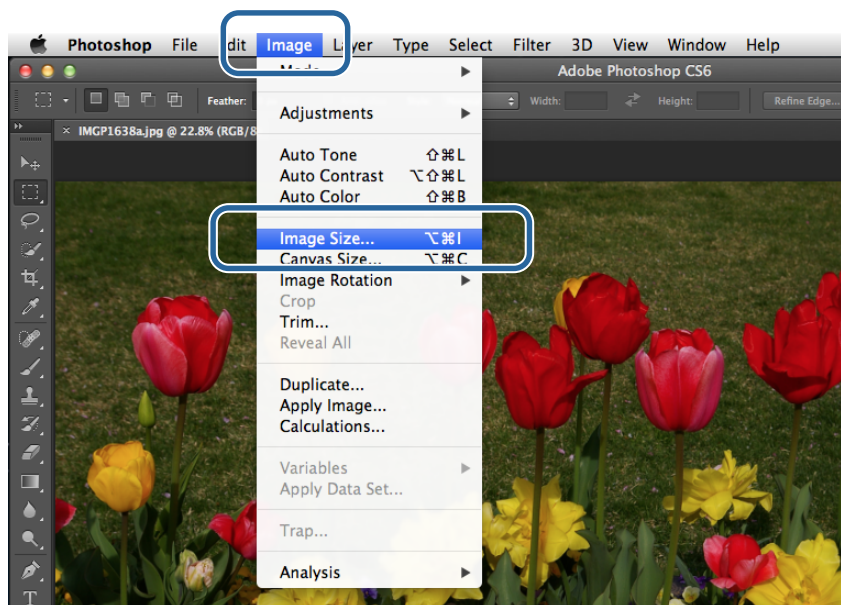 Photoshop File Edit Image Layer Type Select Filter 3D View Window Help
Adobe Photoshop CS6
Feather: Width: Height: Refine Edge...
× IMGP1638a.jpg @ 22.8% (RGB/8
Mode
Adjustments
Auto Tone ⇧⌘L
Auto Contrast ⌥⇧⌘L
Auto Color ⇧⌘B
Image Size... ⌥⌘I
Canvas Size... ⌥⌘C
Image Rotation
Crop
Trim...
Reveal All
Duplicate...
Apply Image...
Calculations...
Variables
Apply Data Set...
Trap...
Analysis